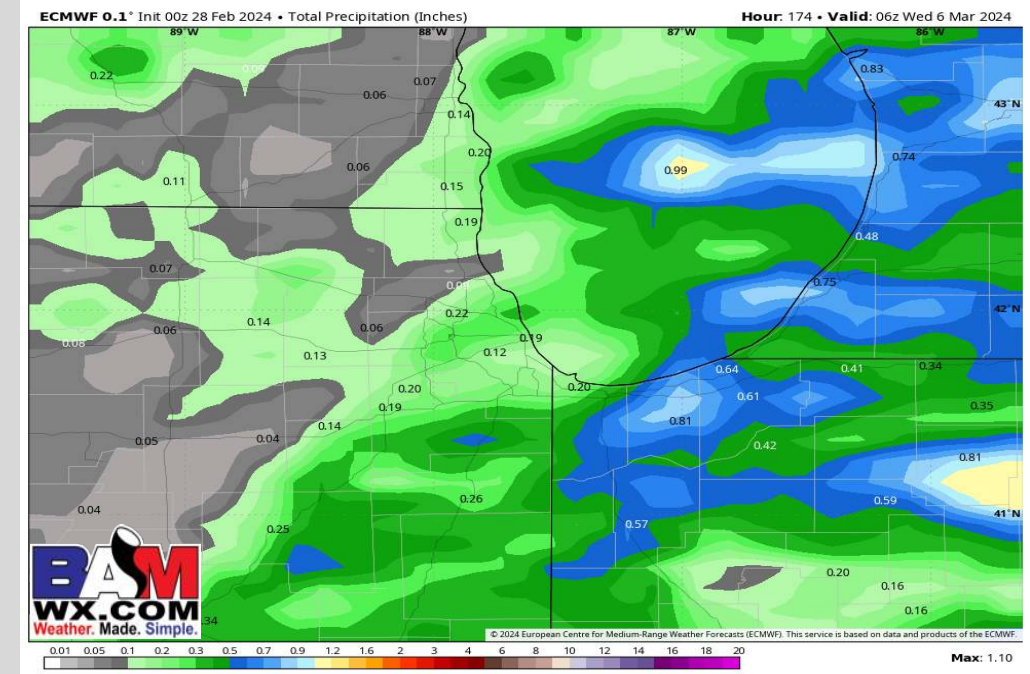 ECMWF 0.1° Init 00z 28 Feb 2024 • Total Precipitation (Inches)
Hour: 174 • Valid: 06z Wed 6 Mar 2024
89°W 88°W 87°W 86°W
0.22 0.09 0.07 0.06 0.83
43°N
0.14
0.20 0.74
0.06 0.99
0.11 0.15
0.19 0.48
0.07 0.75
0.22 42°N
0.14 0.06 0.06
0.08 0.13 0.12 0.19
0.64 0.41 0.34
0.20 0.20 0.61
0.19 0.35
0.14 0.81
0.05 0.04 0.42
0.81
0.04 0.26 0.59
41°N
0.25 0.57
0.20
0.16
0.16
.34
BAM
WX.COM
Weather. Made. Simple.
© 2024 European Centre for Medium-Range Weather Forecasts (ECMWF). This service is based on data and products of the ECMWF.
0.01 0.05 0.1 0.2 0.3 0.5 0.7 0.9 1.2 1.6 2 3 4 6 8 10 12 14 16 18 20
Max: 1.10